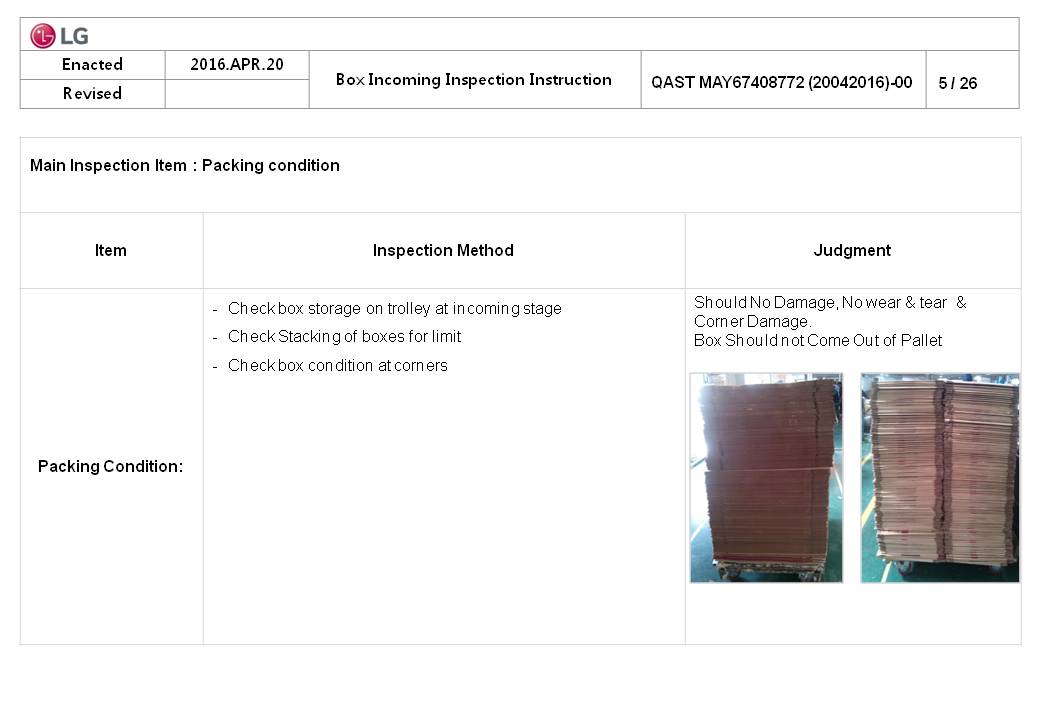 LG
Enacted
2016.APR.20
Box Incoming Inspection Instruction
QAST MAY67408772 (20042016)-00
5 / 26
Revised
Main Inspection Item : Packing condition
Item
Inspection Method
Judgment
Packing Condition:
- Check box storage on trolley at incoming stage
- Check Stacking of boxes for limit
- Check box condition at corners
Should No Damage, No wear & tear &
Corner Damage.
Box Should not Come Out of Pallet